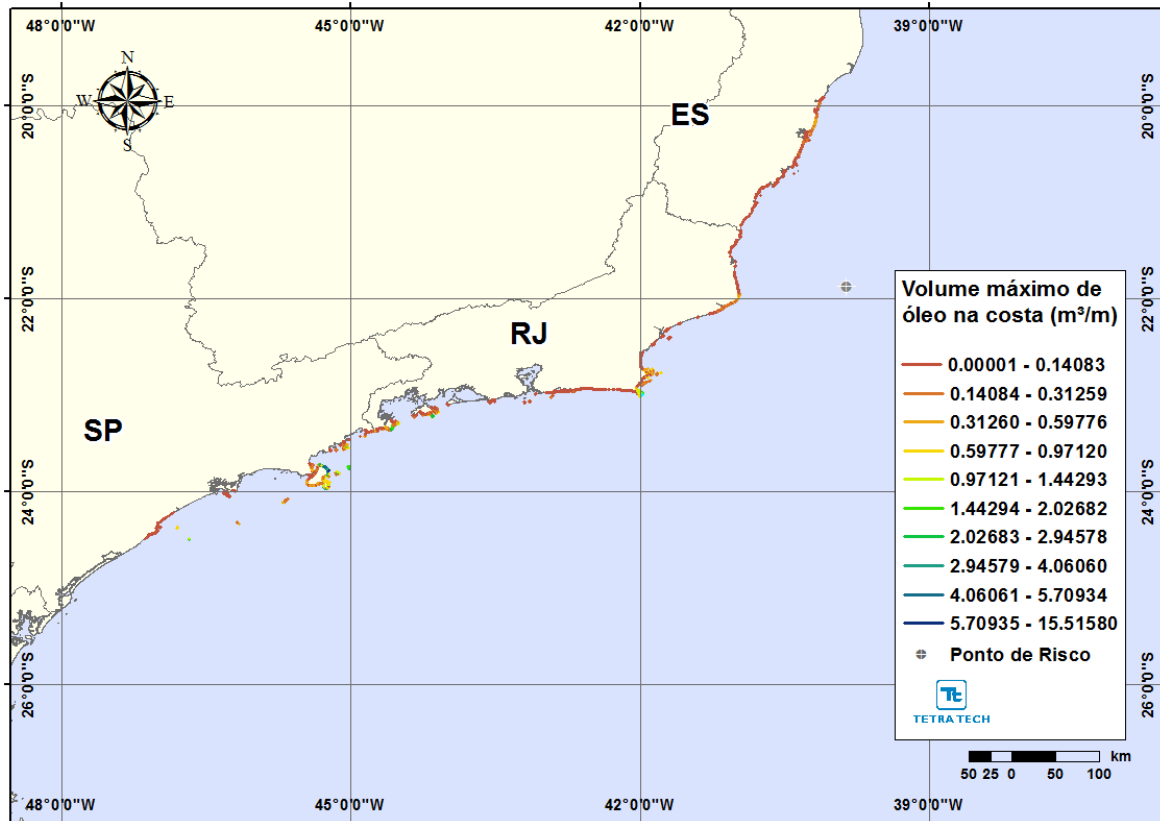 48°0'0"W 45°0'0"W 42°0'0"W 39°0'0"W
N
W E
S
20°0'0"S
20°0'0"S
ES
22°0'0"S
22°0'0"S
RJ
SP
24°0'0"S
24°0'0"S
26°0'0"S
26°0'0"S
Volume máximo de
óleo na costa (m³/m)
0.00001 - 0.14083
0.14084 - 0.31259
0.31260 - 0.59776
0.59777 - 0.97120
0.97121 - 1.44293
1.44294 - 2.02682
2.02683 - 2.94578
2.94579 - 4.06060
4.06061 - 5.70934
5.70935 - 15.51580
Ponto de Risco
Tt
TETRA TECH
km
50 25 0 50 100
48°0'0"W 45°0'0"W 42°0'0"W 39°0'0"W